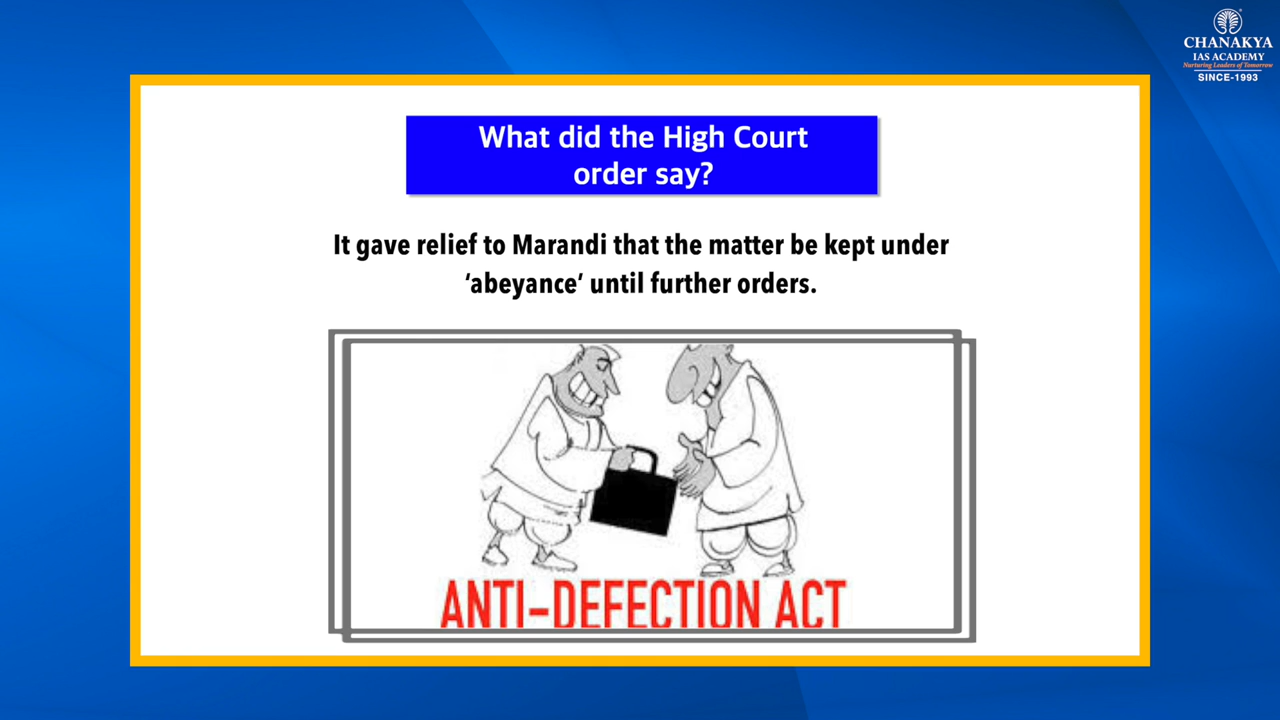 CHANAKYA
IAS ACADEMY
Nurturing Leaders of Tomorrow
SINCE-1993
What did the High Court
order say?
It gave relief to Marandi that the matter be kept under
‘abeyance’ until further orders.
ANTI-DEFECTION ACT